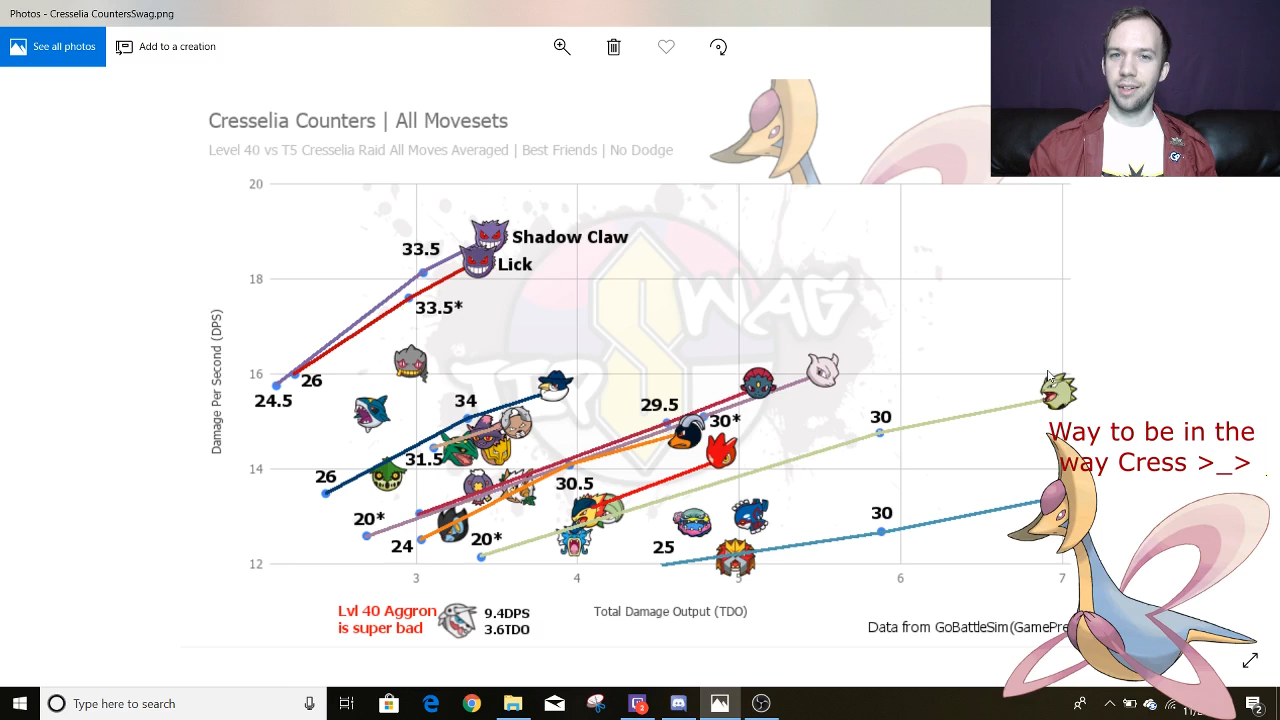 Photos - Cresselia CountersSwag.png
See all photos
Add to a creation
Cresselia Counters | All Movesets
Level 40 vs T5 Cresselia Raid All Moves Averaged | Best Friends | No Dodge
20
18
16
14
12
Damage Per Second (DPS)
Shadow Claw
Lick
33.5
33.5*
26
24.5
34
29.5
30*
30
31.5
26
30.5
20*
24
20*
25
30
Way to be in the
way Cress >_>
SWAG
TIPS
3
4
5
6
7
Total Damage Output (TDO)
Lvl 40 Aggron
is super bad
9.4DPS
3.6TDO
Data from GoBattleSim(GamePre
Type here to search
2
2